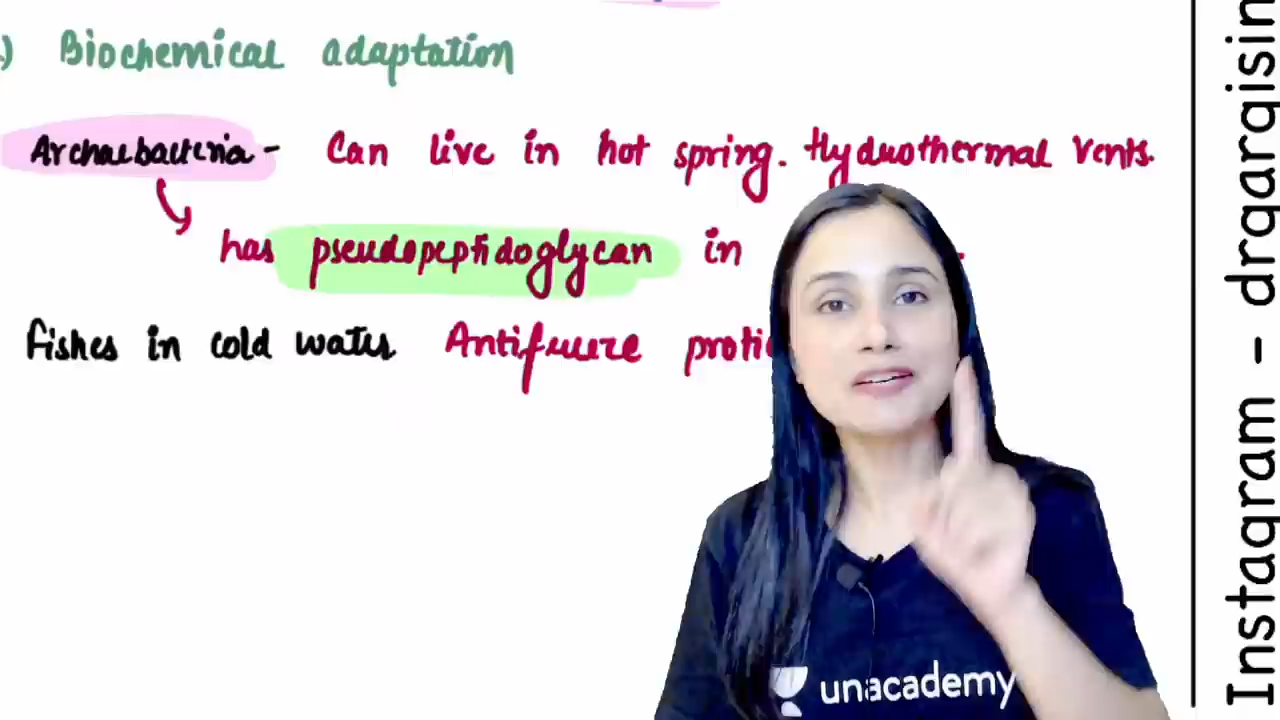 ) Biochemical adaptation
Archaebacteria - Can live in hot spring. Hydrothermal vents.
has pseudopeptidoglycan in
Fishes in cold water Antifreeze
unacademy
Instagram - drgargisin